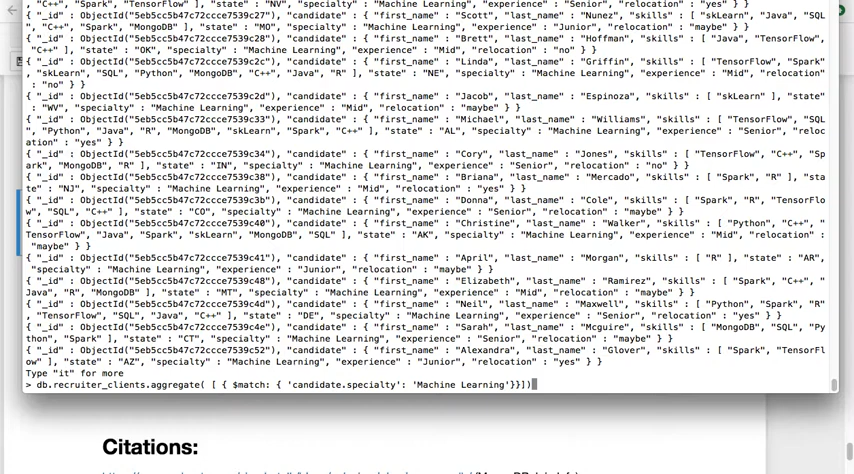 , "C++", "Spark", "TensorFlow" ], "state" : "NV", "specialty" : "Machine Learning", "experience" : "Senior", "relocation" : "yes" } }
{ "_id" : ObjectId("5eb5cc5b47c72ccce7539c27"), "candidate" : { "first_name" : "Scott", "last_name" : "Nunez", "skills" : [ "skLearn", "Java", "SQL
", "C++", "Spark", "MongoDB" ], "state" : "MO", "specialty" : "Machine Learning", "experience" : "Junior", "relocation" : "maybe" } }
{ "_id" : ObjectId("5eb5cc5b47c72ccce7539c28"), "candidate" : { "first_name" : "Brett", "last_name" : "Hoffman", "skills" : [ "Java", "TensorFlow",
"C++" ], "state" : "OK", "specialty" : "Machine Learning", "experience" : "Mid", "relocation" : "no" } }
{ "_id" : ObjectId("5eb5cc5b47c72ccce7539c2c"), "candidate" : { "first_name" : "Linda", "last_name" : "Griffin", "skills" : [ "TensorFlow", "Spark"
, "skLearn", "SQL", "Python", "MongoDB", "C++", "Java", "R" ], "state" : "NE", "specialty" : "Machine Learning", "experience" : "Mid", "relocation"
: "no" } }
{ "_id" : ObjectId("5eb5cc5b47c72ccce7539c2d"), "candidate" : { "first_name" : "Jacob", "last_name" : "Espinoza", "skills" : [ "skLearn" ], "state"
: "WV", "specialty" : "Machine Learning", "experience" : "Mid", "relocation" : "maybe" } }
{ "_id" : ObjectId("5eb5cc5b47c72ccce7539c33"), "candidate" : { "first_name" : "Michael", "last_name" : "Williams", "skills" : [ "TensorFlow", "SQL
", "Python", "Java", "R", "MongoDB", "skLearn", "Spark", "C++" ], "state" : "AL", "specialty" : "Machine Learning", "experience" : "Senior", "reloc
ation" : "yes" } }
{ "_id" : ObjectId("5eb5cc5b47c72ccce7539c34"), "candidate" : { "first_name" : "Cory", "last_name" : "Jones", "skills" : [ "TensorFlow", "C++", "Sp
ark", "MongoDB", "R" ], "state" : "IN", "specialty" : "Machine Learning", "experience" : "Senior", "relocation" : "no" } }
{ "_id" : ObjectId("5eb5cc5b47c72ccce7539c38"), "candidate" : { "first_name" : "Briana", "last_name" : "Mercado", "skills" : [ "Spark", "R" ], "sta
te" : "NJ", "specialty" : "Machine Learning", "experience" : "Mid", "relocation" : "yes" } }
{ "_id" : ObjectId("5eb5cc5b47c72ccce7539c3b"), "candidate" : { "first_name" : "Donna", "last_name" : "Cole", "skills" : [ "Spark", "R", "TensorFlo
w", "SQL", "C++" ], "state" : "CO", "specialty" : "Machine Learning", "experience" : "Senior", "relocation" : "maybe" } }
{ "_id" : ObjectId("5eb5cc5b47c72ccce7539c40"), "candidate" : { "first_name" : "Christine", "last_name" : "Walker", "skills" : [ "Python", "C++", "
TensorFlow", "Java", "Spark", "skLearn", "MongoDB", "SQL" ], "state" : "AK", "specialty" : "Machine Learning", "experience" : "Mid", "relocation" :
"maybe" } }
{ "_id" : ObjectId("5eb5cc5b47c72ccce7539c41"), "candidate" : { "first_name" : "April", "last_name" : "Morgan", "skills" : [ "R" ], "state" : "AR",
"specialty" : "Machine Learning", "experience" : "Junior", "relocation" : "maybe" } }
{ "_id" : ObjectId("5eb5cc5b47c72ccce7539c48"), "candidate" : { "first_name" : "Elizabeth", "last_name" : "Ramirez", "skills" : [ "Spark", "C++", "
Java", "R", "MongoDB" ], "state" : "MT", "specialty" : "Machine Learning", "experience" : "Mid", "relocation" : "maybe" } }
{ "_id" : ObjectId("5eb5cc5b47c72ccce7539c4d"), "candidate" : { "first_name" : "Neil", "last_name" : "Maxwell", "skills" : [ "Python", "Spark", "R"
, "TensorFlow", "SQL", "Java", "C++" ], "state" : "DE", "specialty" : "Machine Learning", "experience" : "Senior", "relocation" : "yes" } }
{ "_id" : ObjectId("5eb5cc5b47c72ccce7539c4e"), "candidate" : { "first_name" : "Sarah", "last_name" : "Mcguire", "skills" : [ "MongoDB", "SQL", "Py
thon", "Spark" ], "state" : "CT", "specialty" : "Machine Learning", "experience" : "Senior", "relocation" : "maybe" } }
{ "_id" : ObjectId("5eb5cc5b47c72ccce7539c52"), "candidate" : { "first_name" : "Alexandra", "last_name" : "Glover", "skills" : [ "Spark", "TensorFl
ow" ], "state" : "AZ", "specialty" : "Machine Learning", "experience" : "Junior", "relocation" : "yes" } }
Type "it" for more
> db.recruiter_clients.aggregate( [ { $match: { 'candidate.specialty': 'Machine Learning'}}])
Citations: